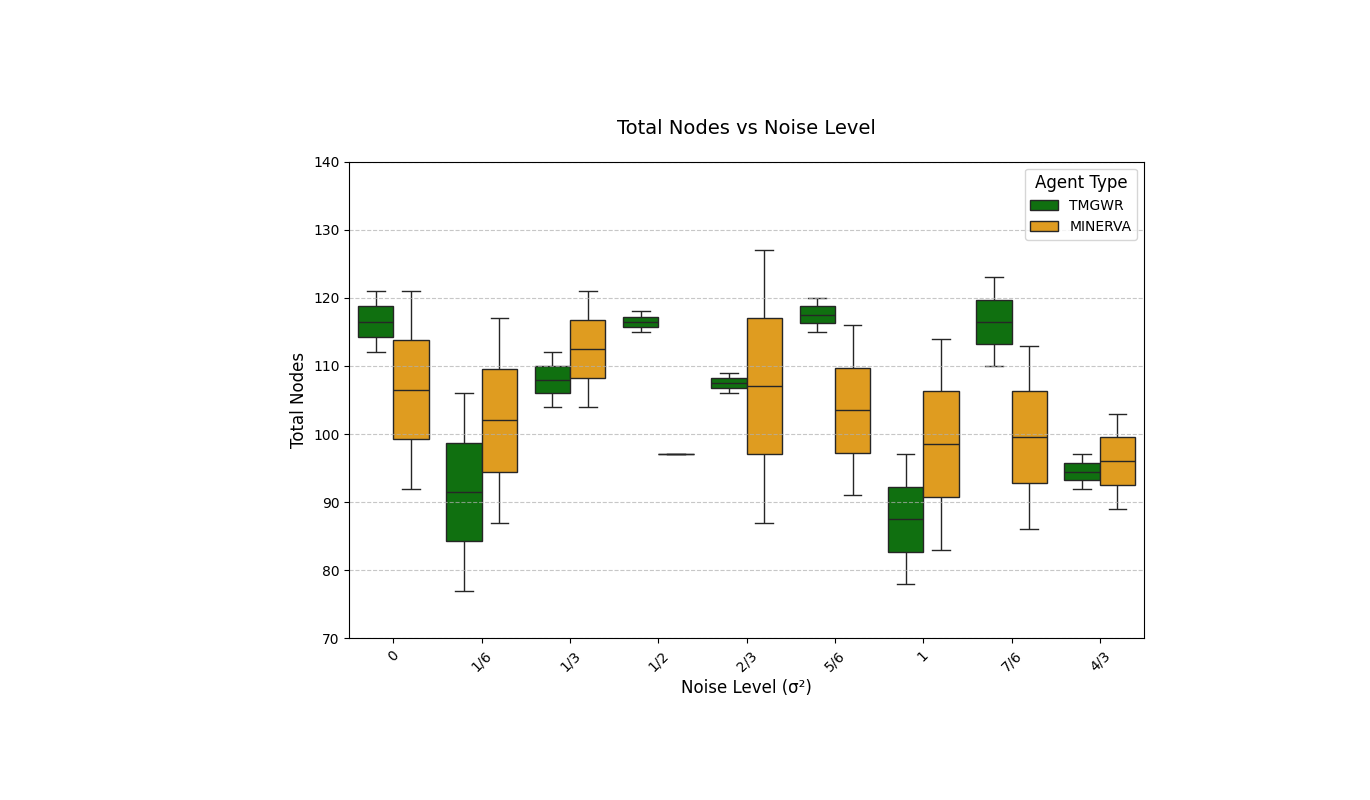 Total Nodes vs Noise Level
Agent Type
TMGWR
MINERVA
Total Nodes
140
130
120
110
100
90
80
70
0
1/6
1/3
1/2
2/3
5/6
1
7/6
4/3
Noise Level (σ²)